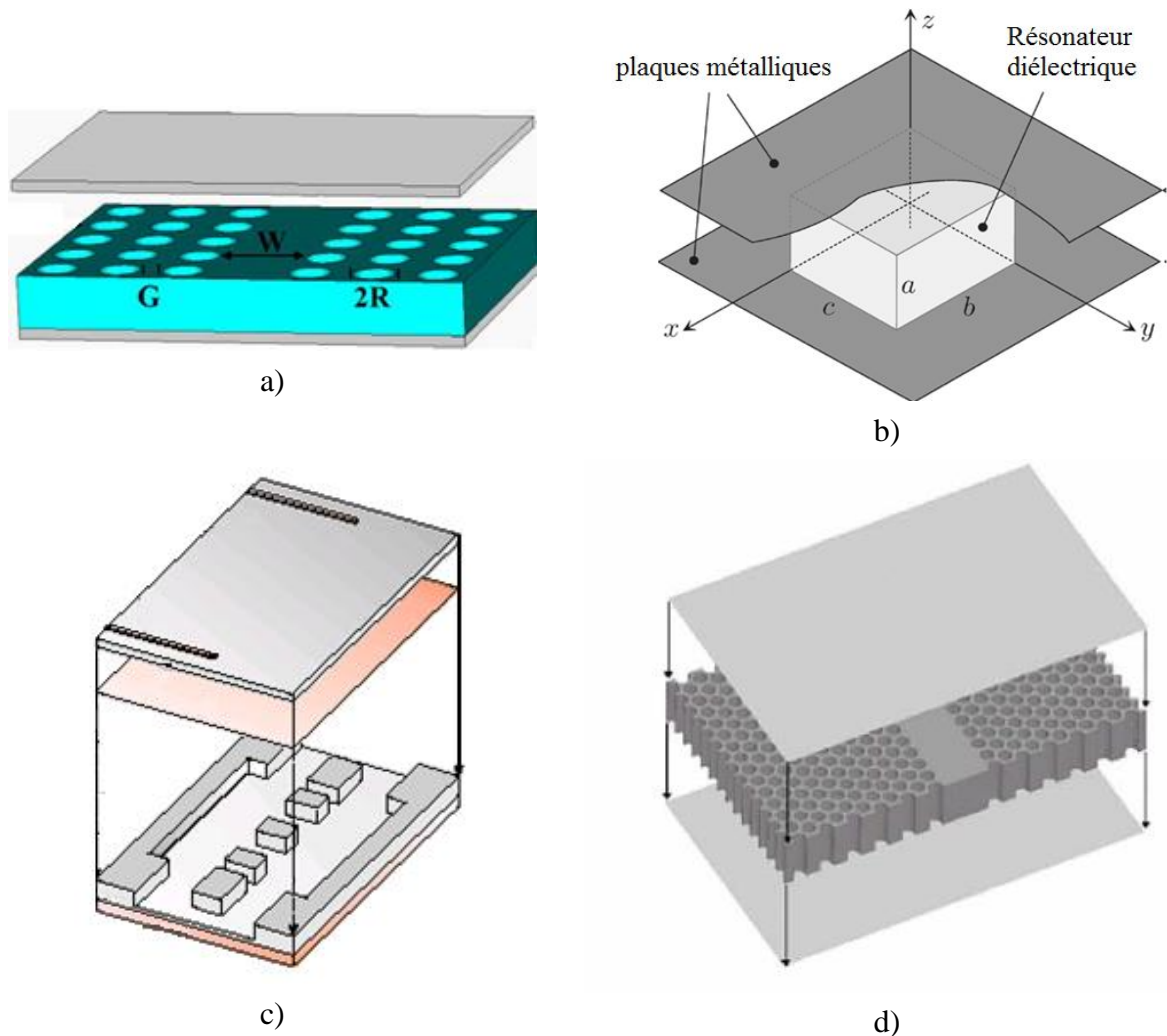 W
G
2R
a)
z
plaques métalliques
Résonateur
diélectrique
a
x
c
b
y
b)
c)
d)